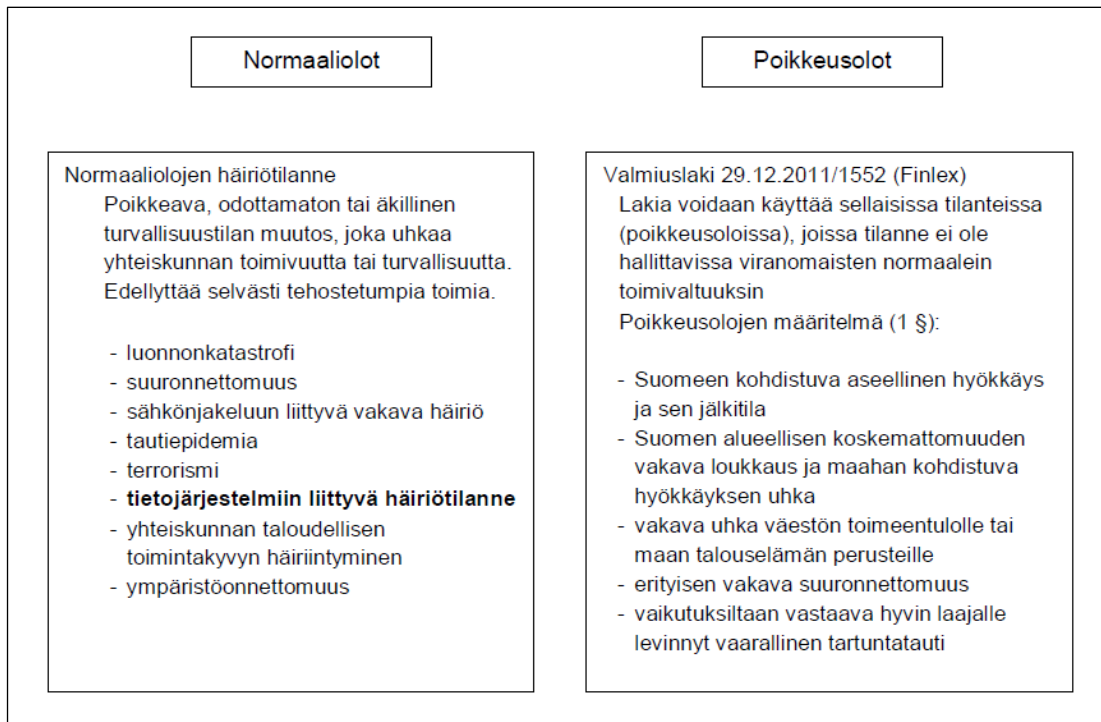 Normaaliolot
Poikkeusolot
Normaaliolojen häiriötilanne
Poikkeava, odottamaton tai äkillinen
turvallisuustilan muutos, joka uhkaa
yhteiskunnan toimivuutta tai turvallisuutta.
Edellyttää selvästi tehostetumpia toimia.
- luonnonkatastrofi
- suuronnettomuus
- sähkönjakeluun liittyvä vakava häiriö
- tautiepidemia
- terrorismi
- tietojärjestelmiin liittyvä häiriötilanne
- yhteiskunnan taloudellisen
toimintakyvyn häiriintyminen
- ympäristöonnettomuus
Valmiuslaki 29.12.2011/1552 (Finlex)
Lakia voidaan käyttää sellaisissa tilanteissa
(poikkeusoloissa), joissa tilanne ei ole
hallittavissa viranomaisten normaalein
toimivaltuuksin
Poikkeusolojen määritelmä (1 §):
- Suomeen kohdistuva aseellinen hyökkäys
ja sen jälkitila
- Suomen alueellisen koskemattomuuden
vakava loukkaus ja maahan kohdistuva
hyökkäyksen uhka
- vakava uhka väestön toimeentulolle tai
maan talouselämän perusteille
- erityisen vakava suuronnettomuus
- vaikutuksiltaan vastaava hyvin laajalle
levinnyt vaarallinen tartuntatauti